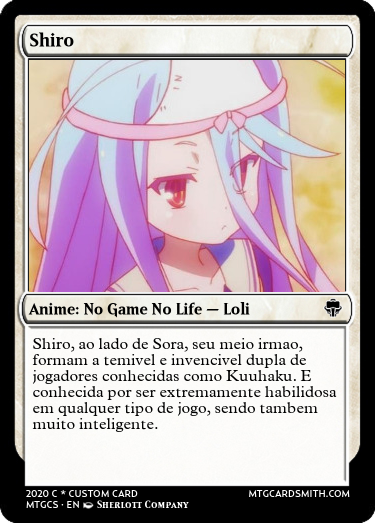 Shiro
Anime: No Game No Life — Loli
Shiro, ao lado de Sora, seu meio irmao,
formam a temivel e invencivel dupla de
jogadores conhecidas como Kuuhaku. E
conhecida por ser extremamente habilidosa
em qualquer tipo de jogo, sendo tambem
muito inteligente.
2020 C * CUSTOM CARD
MTGCARDSMITH.COM
MTGCS · EN SHERLOTT COMPANY